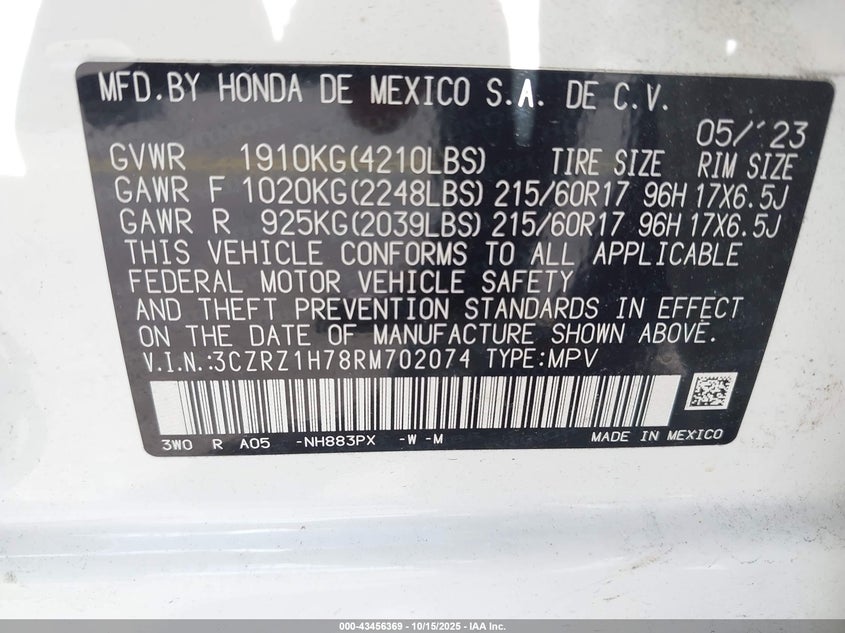 MFD.BY HONDA DE MEXICO S.A. DE C.V.
05/'23
GVWR 1910KG(4210LBS) TIRE SIZE RIM SIZE
GAWR F 1020KG(2248LBS) 215/60R17 96H 17X6.5J
GAWR R 925KG(2039LBS) 215/60R17 96H 17X6.5J
THIS VEHICLE CONFORMS TO ALL APPLICABLE
FEDERAL MOTOR VEHICLE SAFETY
AND THEFT PREVENTION STANDARDS IN EFFECT
ON THE DATE OF MANUFACTURE SHOWN ABOVE.
V.I.N.:3CZRZ1H78RM702074 TYPE:MPV
3W0 R A05 -NH883PX -W -M MADE IN MEXICO
000-43456369 - 10/15/2025 - IAA Inc.